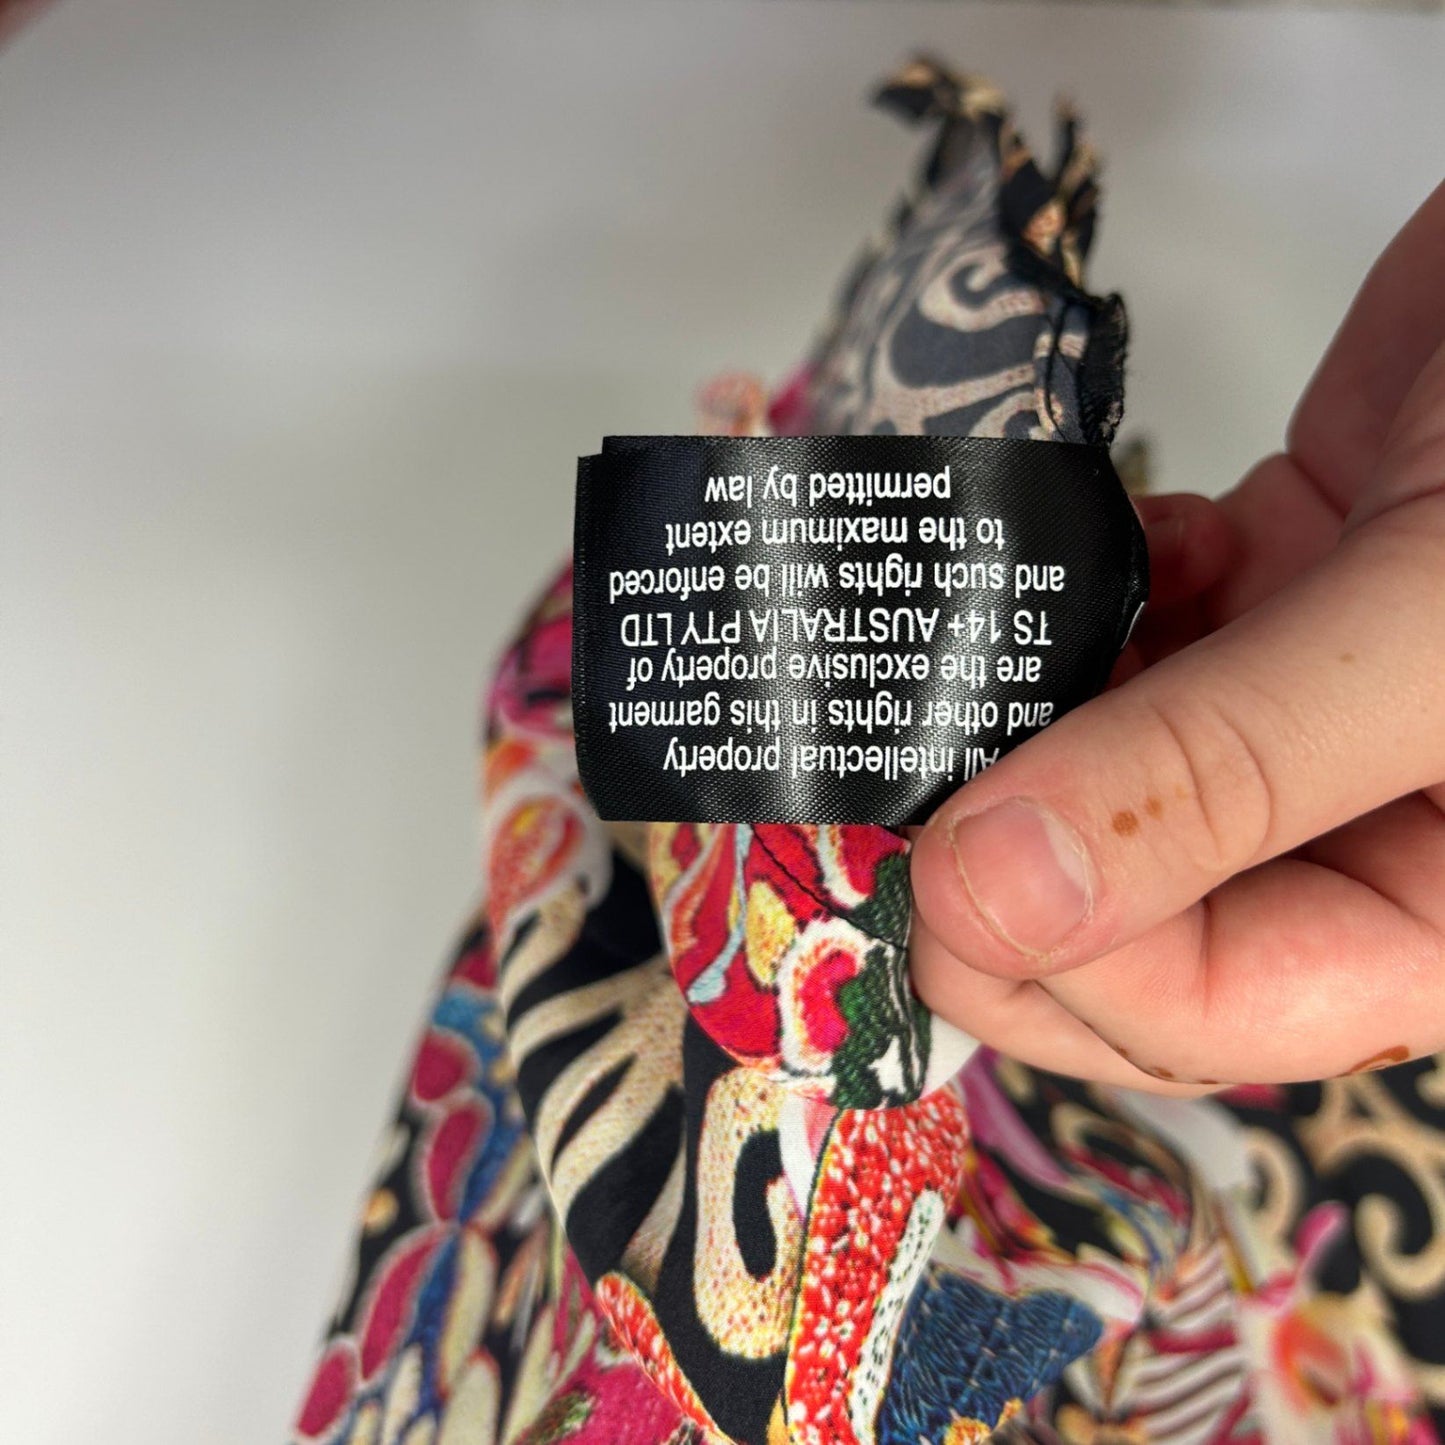 All intellectual property
and other rights in this garment
are the exclusive property of
TS 14+ AUSTRALIA PTY LTD
and such rights will be enforced
to the maximum extent
permitted by law